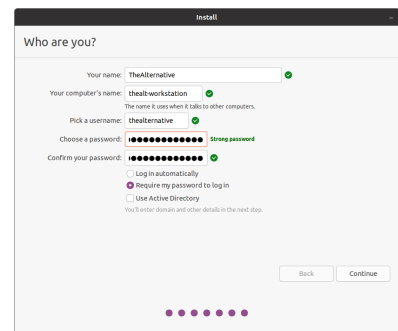 Install
Who are you?
Your name: TheAlternative
Your computer's name: thealt-workstation
The name it uses when it talks to other computers.
Pick a username: thealternative
Choose a password: Strong password
Confirm your password:
Log in automatically
Require my password to log in
Use Active Directory
You'll enter domain and other details in the next step.
Back Continue